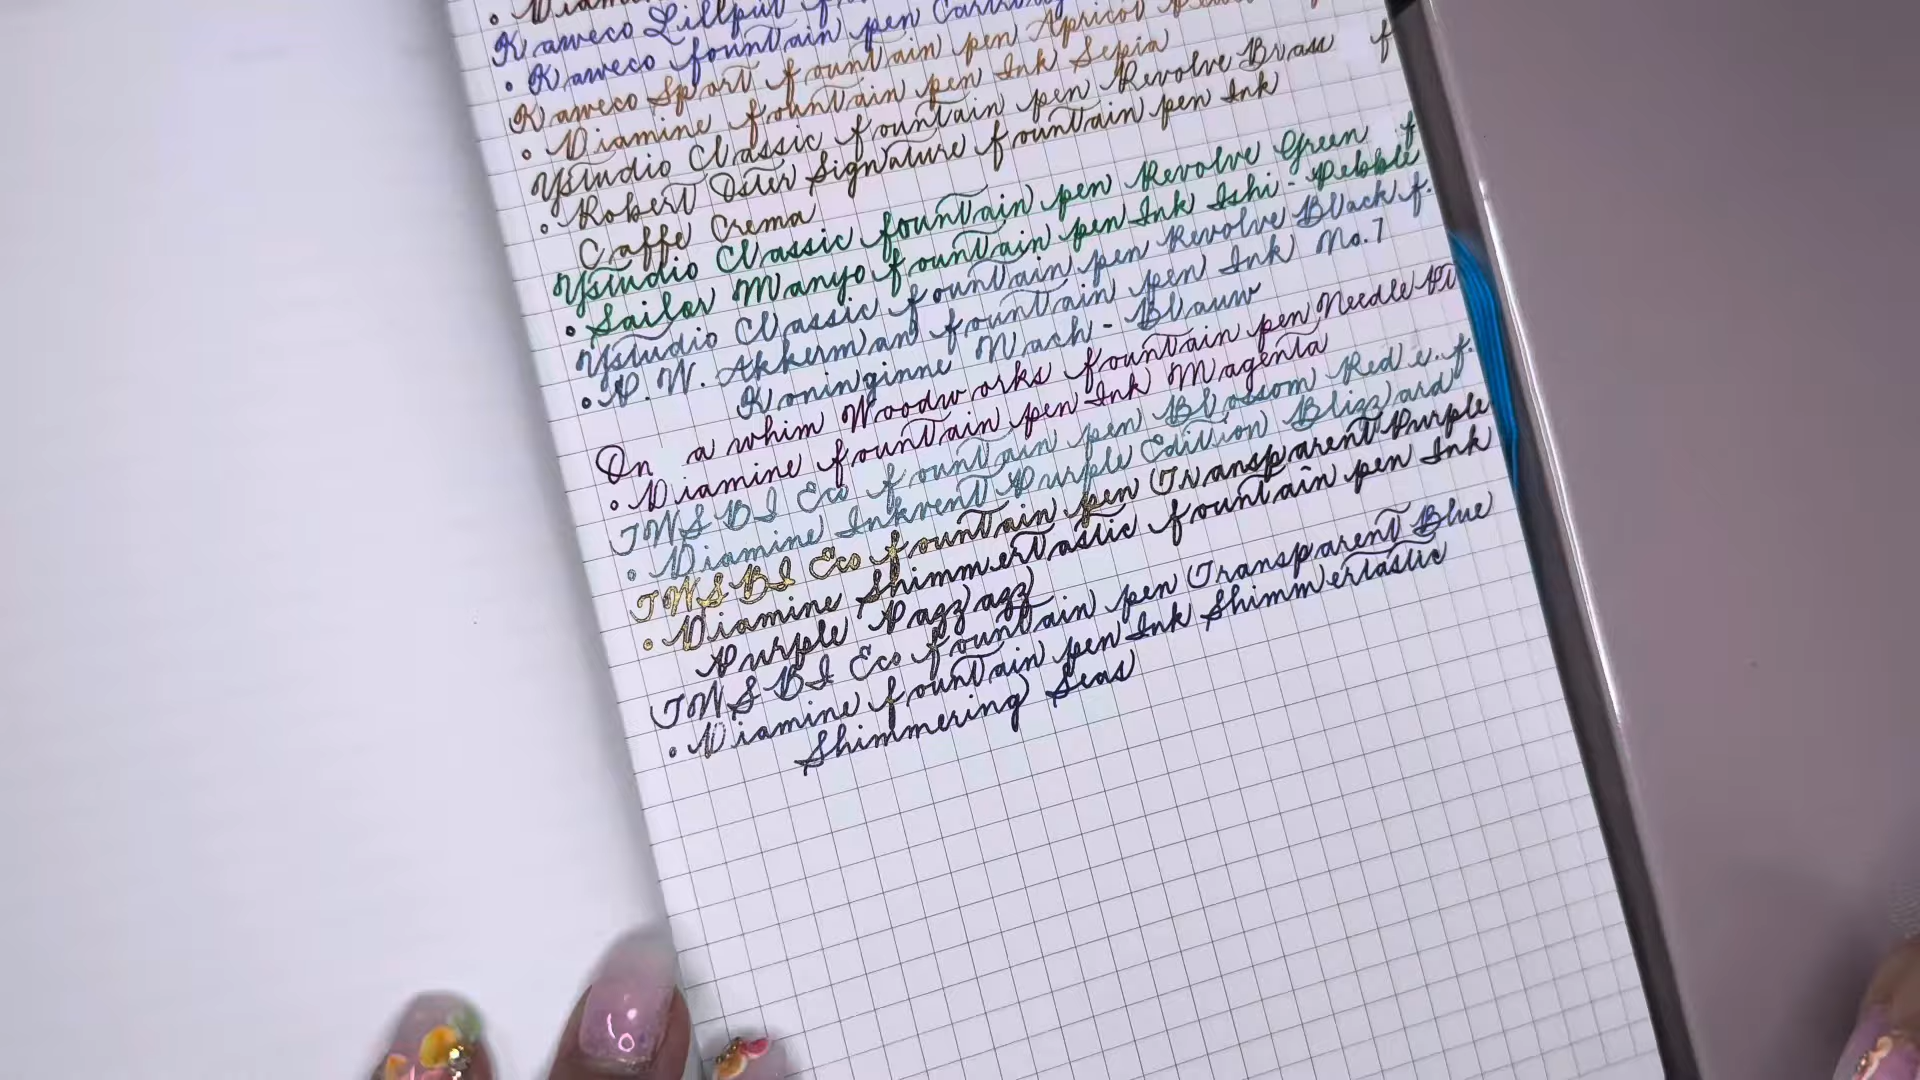 • Diam
Kaweco Lilliput
• Kaweco fountain pen Cartridg
Kaweco Sport fountain pen Apricot
• Diamine fountain pen Ink Sepia
Ystudio Classic fountain pen Revolve Brass f
• Robert Oster Signature fountain pen Ink
Caffe Crema
Ystudio Classic fountain pen Revolve Green f
• Sailor Manyo fountain pen Ink Ishi - Pebble
Ystudio Classic fountain pen Revolve Black f.
• P. W. Akkerman fountain pen Ink No. 7
Koninginne Nach - Blauw
On a whim Woodworks fountain pen Needle
• Diamine fountain pen Ink Magenta
TWSBI Eco fountain pen Blossom Red e.f.
• Diamine Inkvent Purple Edition Blizzard
TWSBI Eco fountain pen Transparent Purple
• Diamine Shimmertastic fountain pen Ink
Purple Pazzazz
TWSBI Eco fountain pen Transparent Blue
• Diamine fountain pen Ink Shimmertastic
Shimmering Seas